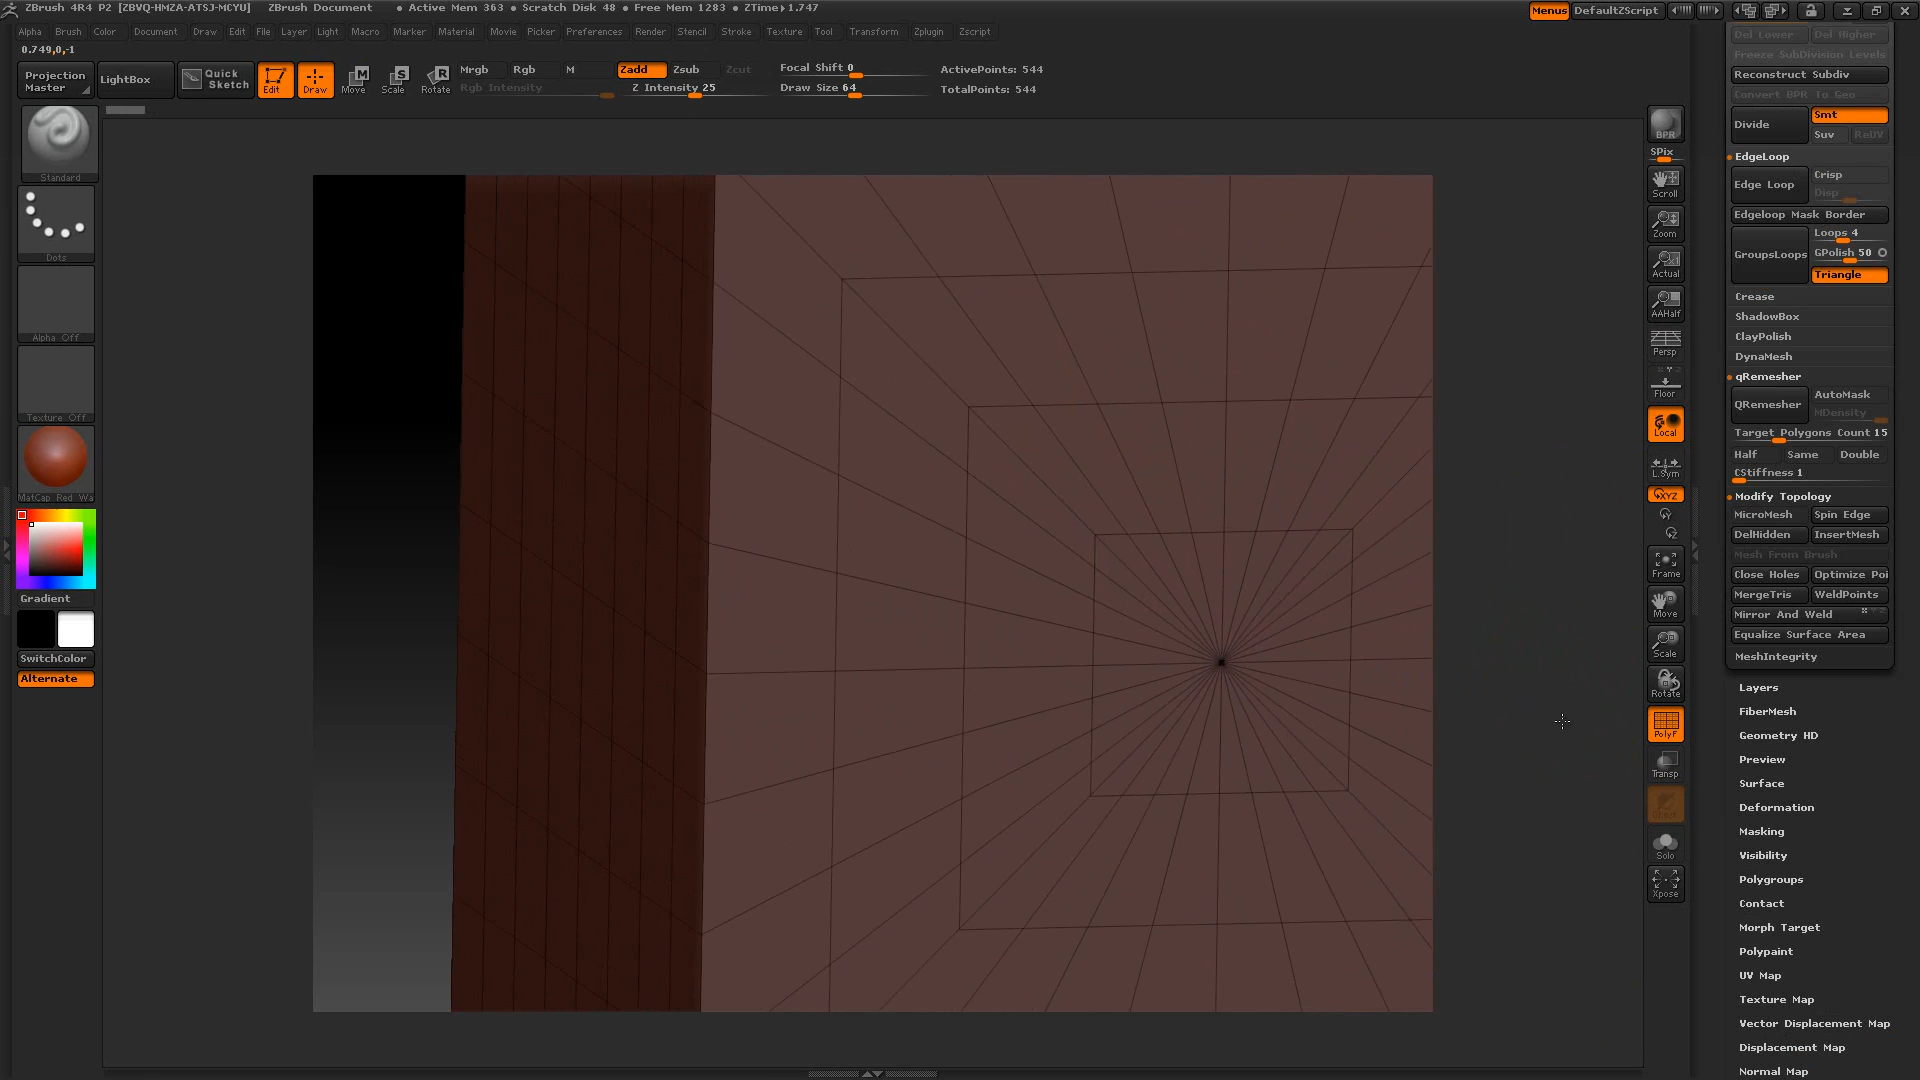 ZBrush 4R4 P2 [ZBVQ-HMZA-ATSJ-MCYU] ZBrush Document • Active Mem 363 • Scratch Disk 48 • Free Mem 1283 • ZTime▸1.747 Menus DefaultZScript
Alpha Brush Color Document Draw Edit File Layer Light Macro Marker Material Movie Picker Preferences Render Stencil Stroke Texture Tool Transform Zplugin Zscript
0.749,0,-1
Projection Master
LightBox
Quick Sketch
Edit
Draw
Move
Scale
Rotate
Mrgb Rgb M
Rgb Intensity
Zadd Zsub Zcut
Z Intensity 25
Focal Shift 0
Draw Size 64
ActivePoints: 544
TotalPoints: 544
Standard
Dots
Alpha Off
Texture Off
MatCap Red Wa
Gradient
SwitchColor
Alternate
BPR
SPix
Scroll
Zoom
Actual
AAHalf
Persp
Floor
Local
L.Sym
XYZ
Y
Z
Frame
Move
Scale
Rotate
PolyF
Transp
Solo
Xpose
Del Lower Del Higher
Freeze SubDivision Levels
Reconstruct Subdiv
Convert BPR To Geo
Divide
Smt
Suv ReUV
EdgeLoop
Edge Loop
Crisp
Disp
Edgeloop Mask Border
GroupsLoops
Loops 4
GPolish 50
Triangle
Crease
ShadowBox
ClayPolish
DynaMesh
qRemesher
QRemesher
AutoMask
MDensity
Target Polygons Count 15
Half Same Double
CStiffness 1
Modify Topology
MicroMesh Spin Edge
DelHidden InsertMesh
Mesh From Brush
Close Holes Optimize Poi
MergeTris WeldPoints
Mirror And Weld
Equalize Surface Area
MeshIntegrity
Layers
FiberMesh
Geometry HD
Preview
Surface
Deformation
Masking
Visibility
Polygroups
Contact
Morph Target
Polypaint
UV Map
Texture Map
Vector Displacement Map
Displacement Map
Normal Map